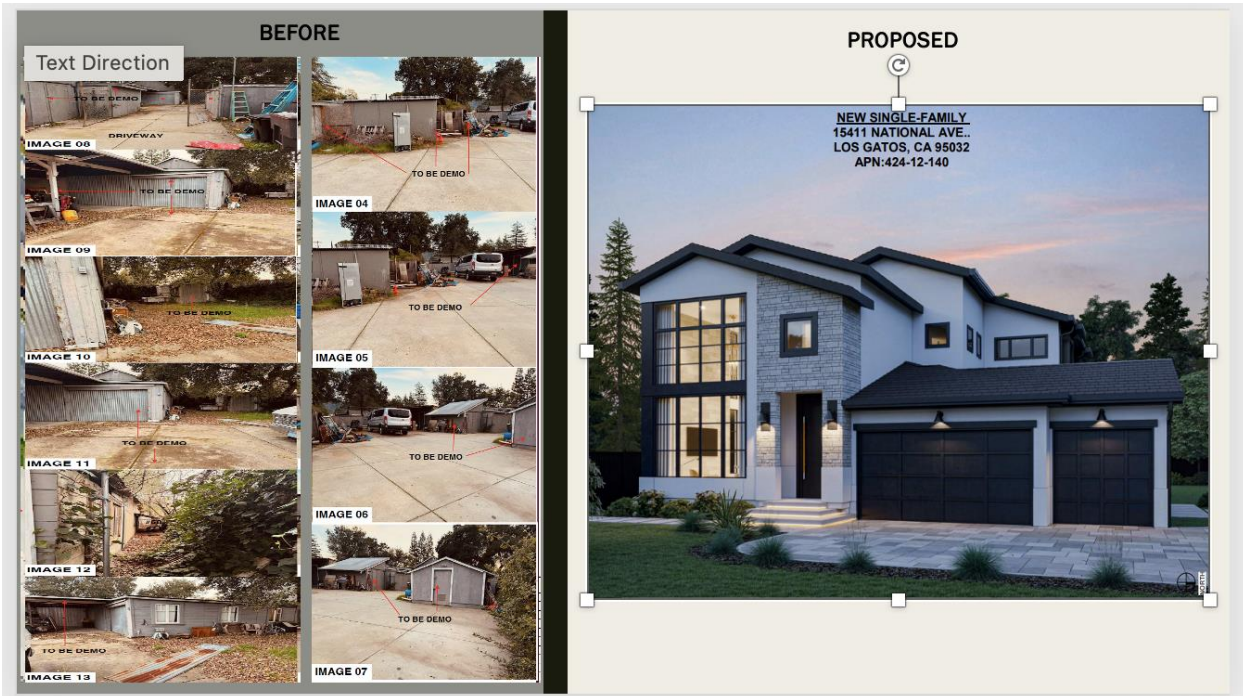 BEFORE
Text Direction
TO BE DEMO
DRIVEWAY
IMAGE 08
TO BE DEMO
IMAGE 09
TO BE DEMO
IMAGE 10
TO BE DEMO
IMAGE 11
IMAGE 12
TO BE DEMO
IMAGE 13
TO BE DEMO
IMAGE 04
TO BE DEMO
IMAGE 05
TO BE DEMO
IMAGE 06
TO BE DEMO
IMAGE 07
PROPOSED
NEW SINGLE-FAMILY
15411 NATIONAL AVE..
LOS GATOS, CA 95032
APN:424-12-140
NORTH